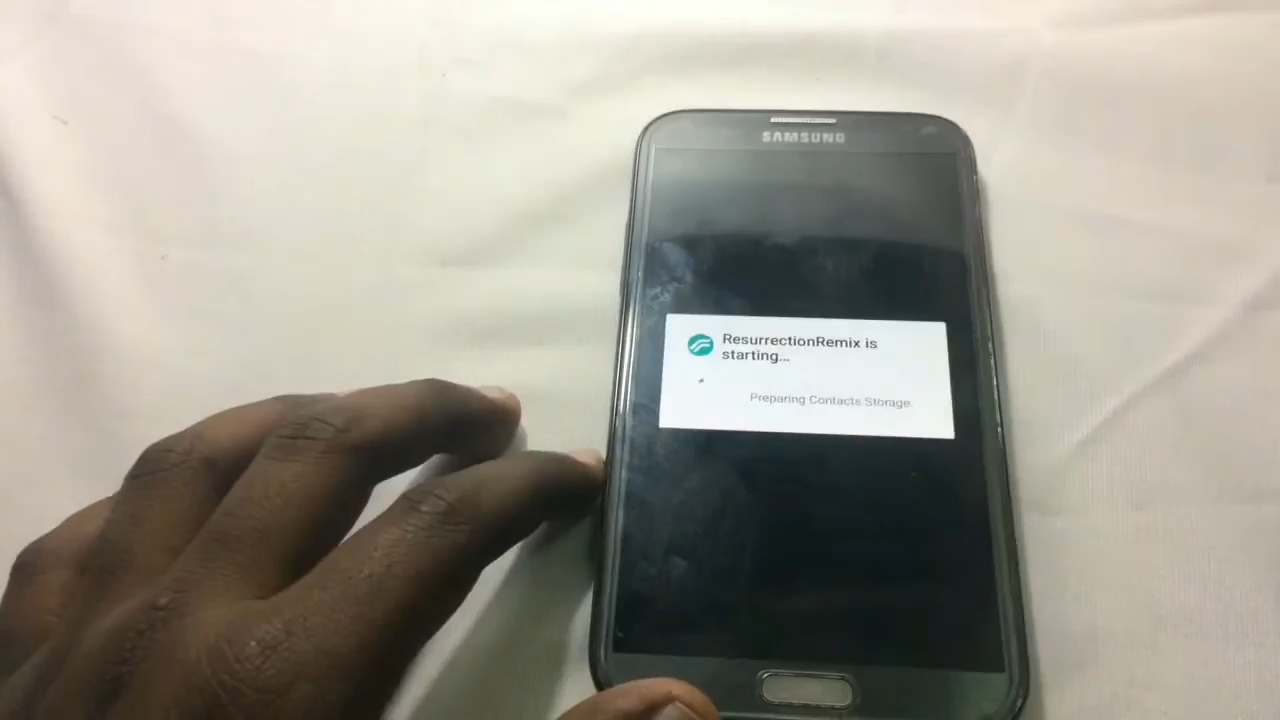 SAMSUNG
ResurrectionRemix is
starting...
Preparing Contacts Storage.